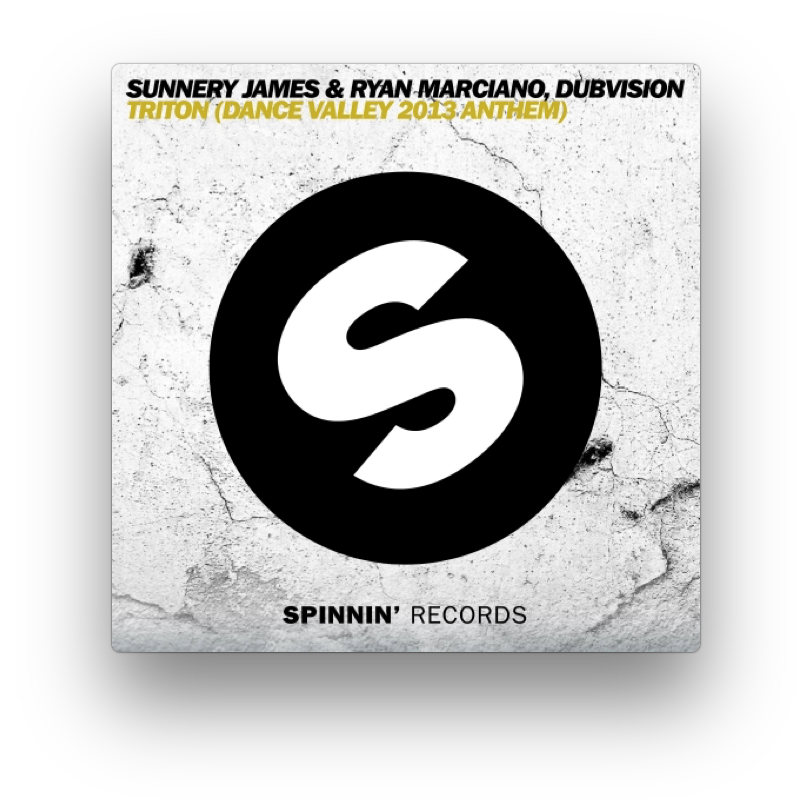 SUNNERY JAMES & RYAN MARCIANO, DUBVISION
TRITON (DANCE VALLEY 2013 ANTHEM)
S
SPINNIN' RECORDS